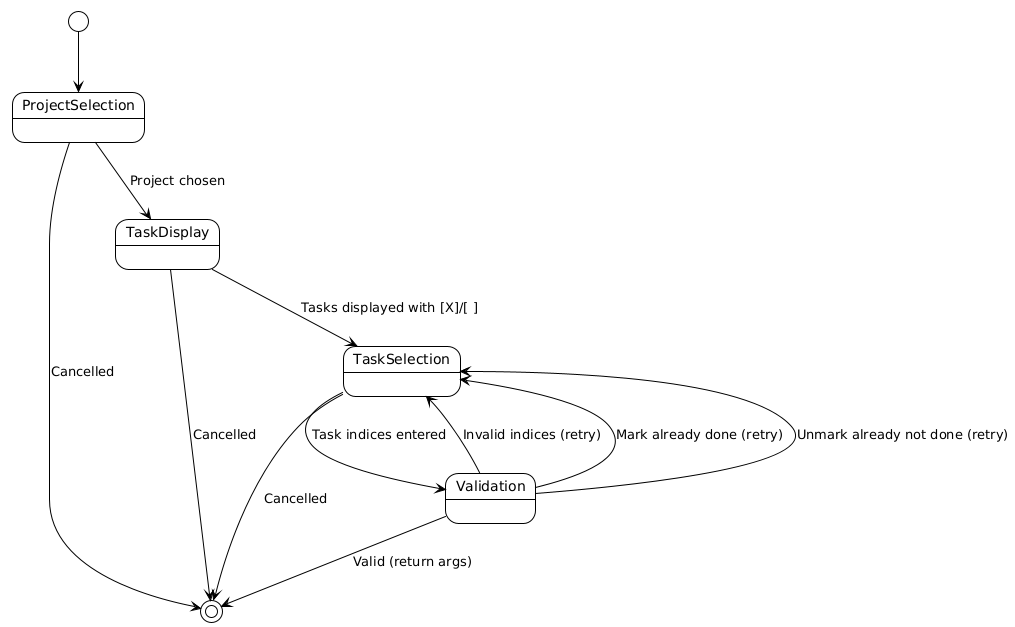 ProjectSelection
Project chosen
TaskDisplay
Tasks displayed with [X]/[ ]
TaskSelection
Cancelled
Cancelled
Task indices entered
Invalid indices (retry)
Mark already done (retry)
Unmark already not done (retry)
Validation
Cancelled
Valid (return args)